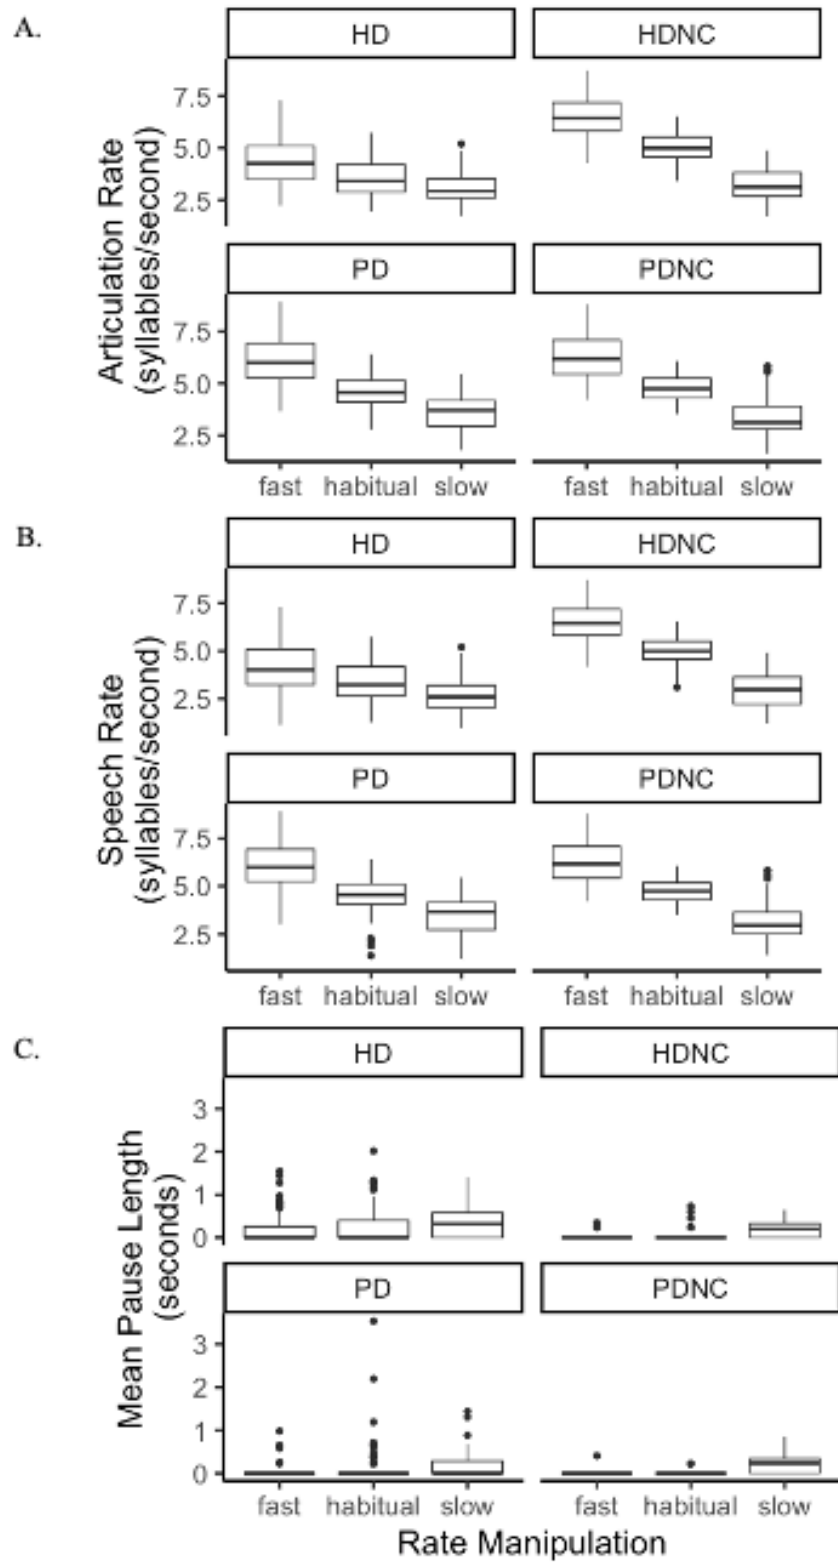 A.
HD HDNC
7.5
5.0
2.5
PD PDNC
7.5
5.0
2.5
Articulation Rate
(syllables/second)
fast habitual slow fast habitual slow
B.
HD HDNC
7.5
5.0
2.5
PD PDNC
7.5
5.0
2.5
Speech Rate
(syllables/second)
fast habitual slow fast habitual slow
C.
HD HDNC
3
2
1
0
PD PDNC
3
2
1
0
Mean Pause Length
(seconds)
fast habitual slow fast habitual slow
Rate Manipulation